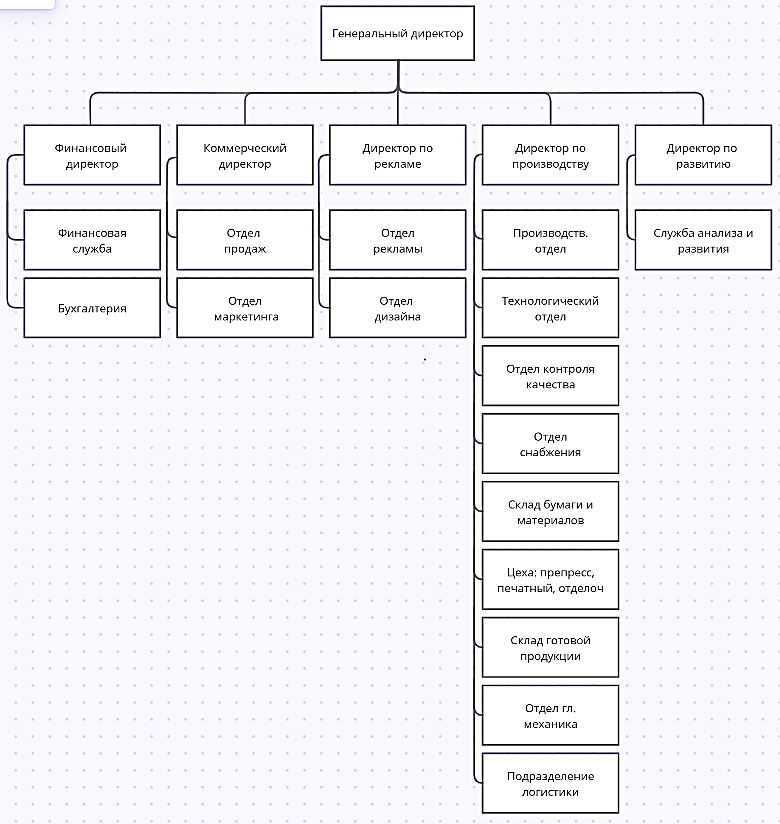 Генеральный директор
Финансовый
директор
Коммерческий
директор
Директор по
рекламе
Директор по
производству
Директор по
развитию
Финансовая
служба
Отдел
продаж
Отдел
рекламы
Производств.
отдел
Служба анализа и
развития
Бухгалтерия
Отдел
маркетинга
Отдел
дизайна
Технологический
отдел
Отдел контроля
качества
Отдел
снабжения
Склад бумаги и
материалов
Цеха: препресс,
печатный, отделоч
Склад готовой
продукции
Отдел гл.
механика
Подразделение
логистики